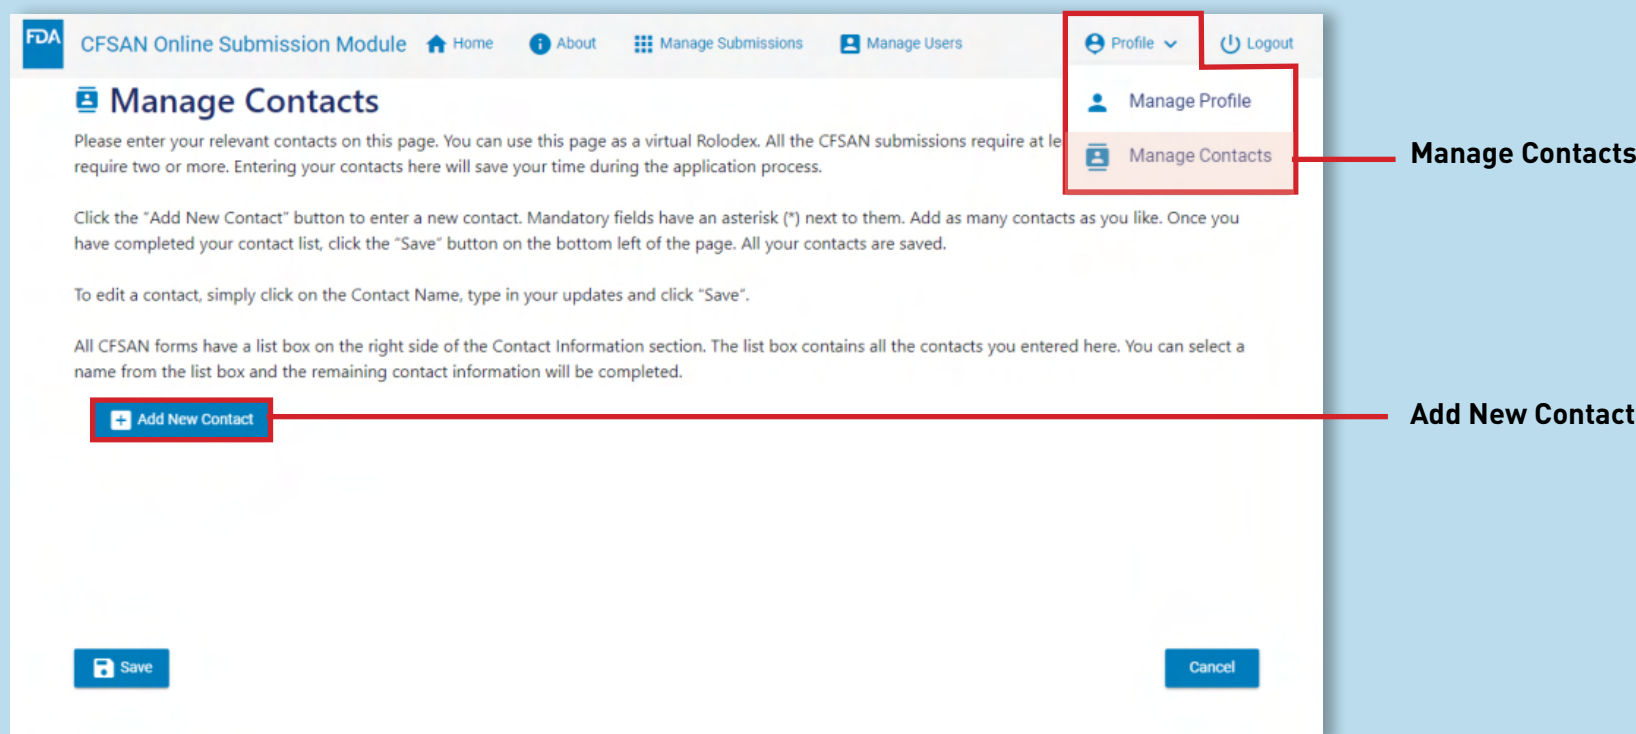 FDA CFSAN Online Submission Module Home About Manage Submissions Manage Users Profile Logout
Manage Profile
Manage Contacts
Manage Contacts
Manage Contacts
Please enter your relevant contacts on this page. You can use this page as a virtual Rolodex. All the CFSAN submissions require at le
require two or more. Entering your contacts here will save your time during the application process.
Click the “Add New Contact” button to enter a new contact. Mandatory fields have an asterisk (*) next to them. Add as many contacts as you like. Once you
have completed your contact list, click the “Save” button on the bottom left of the page. All your contacts are saved.
To edit a contact, simply click on the Contact Name, type in your updates and click “Save”.
All CFSAN forms have a list box on the right side of the Contact Information section. The list box contains all the contacts you entered here. You can select a
name from the list box and the remaining contact information will be completed.
Add New Contact
Add New Contact
Save
Cancel